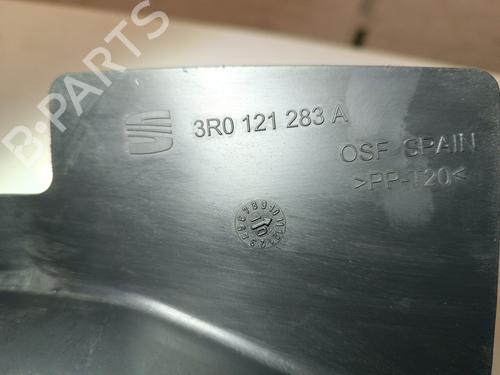 B-PARTS
3R0 121 283 A
OSF SPAIN
>PP-T20<